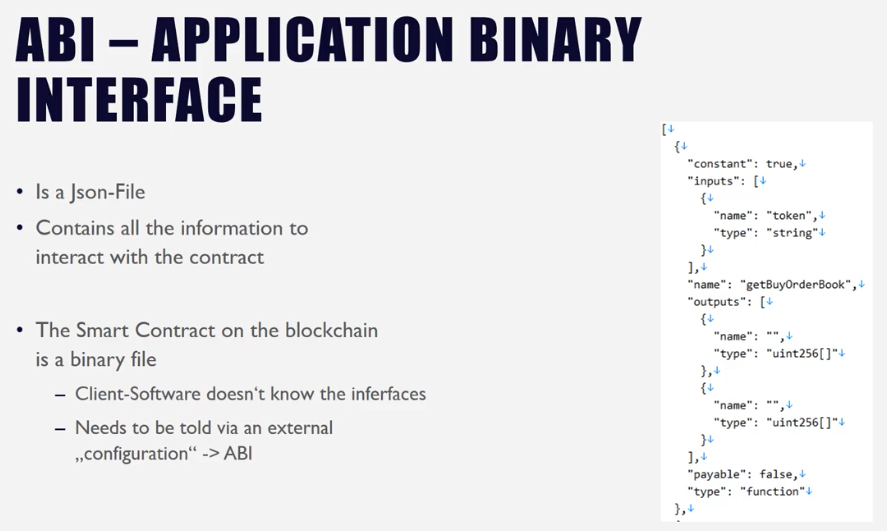 ABI – APPLICATION BINARY
INTERFACE
• Is a Json-File
• Contains all the information to
interact with the contract
• The Smart Contract on the blockchain
is a binary file
– Client-Software doesn‘t know the inferfaces
– Needs to be told via an external
„configuration“ -> ABI
[↓
{↓
"constant": true,↓
"inputs": [↓
{↓
"name": "token",↓
"type": "string"↓
}↓
],↓
"name": "getBuyOrderBook",↓
"outputs": [↓
{↓
"name": "",↓
"type": "uint256[]"↓
},↓
{↓
"name": "",↓
"type": "uint256[]"↓
}↓
],↓
"payable": false,↓
"type": "function"↓
},↓